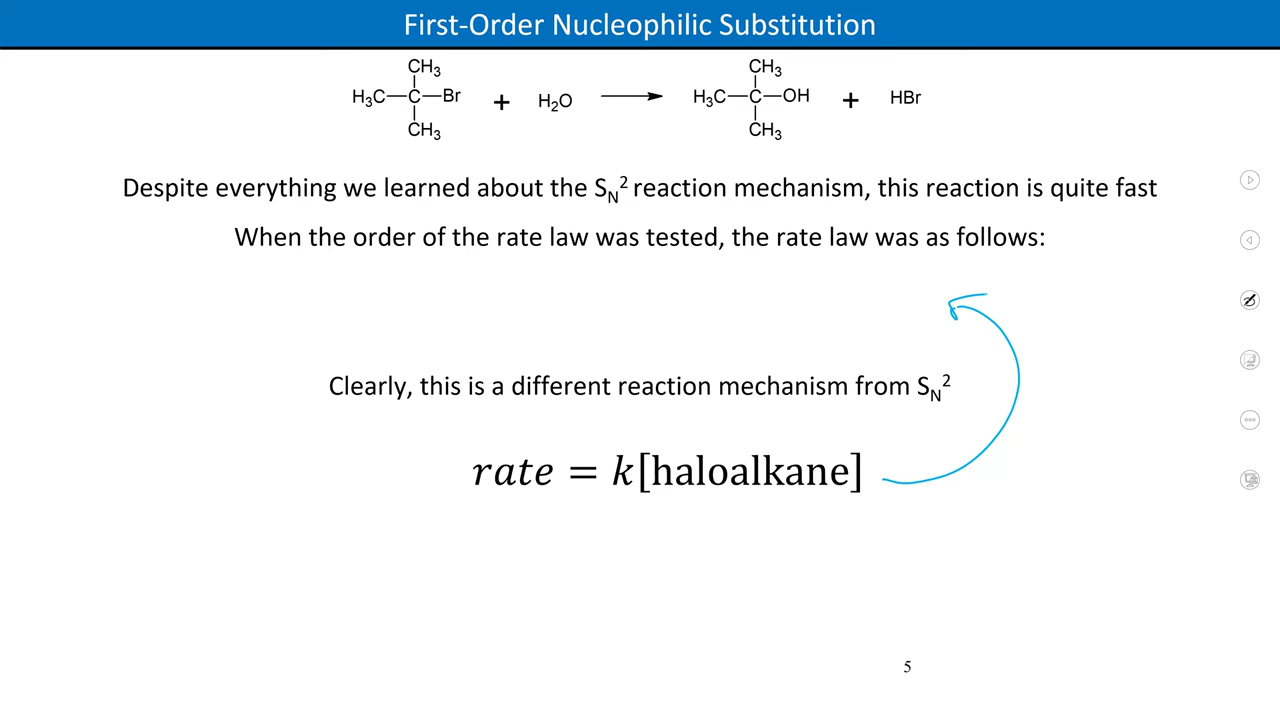 First-Order Nucleophilic Substitution
CH₃ CH₃
H₃C—C—Br + H₂O ⟶ H₃C—C—OH + HBr
CH₃ CH₃
Despite everything we learned about the S_N² reaction mechanism, this reaction is quite fast
When the order of the rate law was tested, the rate law was as follows:
Clearly, this is a different reaction mechanism from S_N²
rate = k[haloalkane]
5